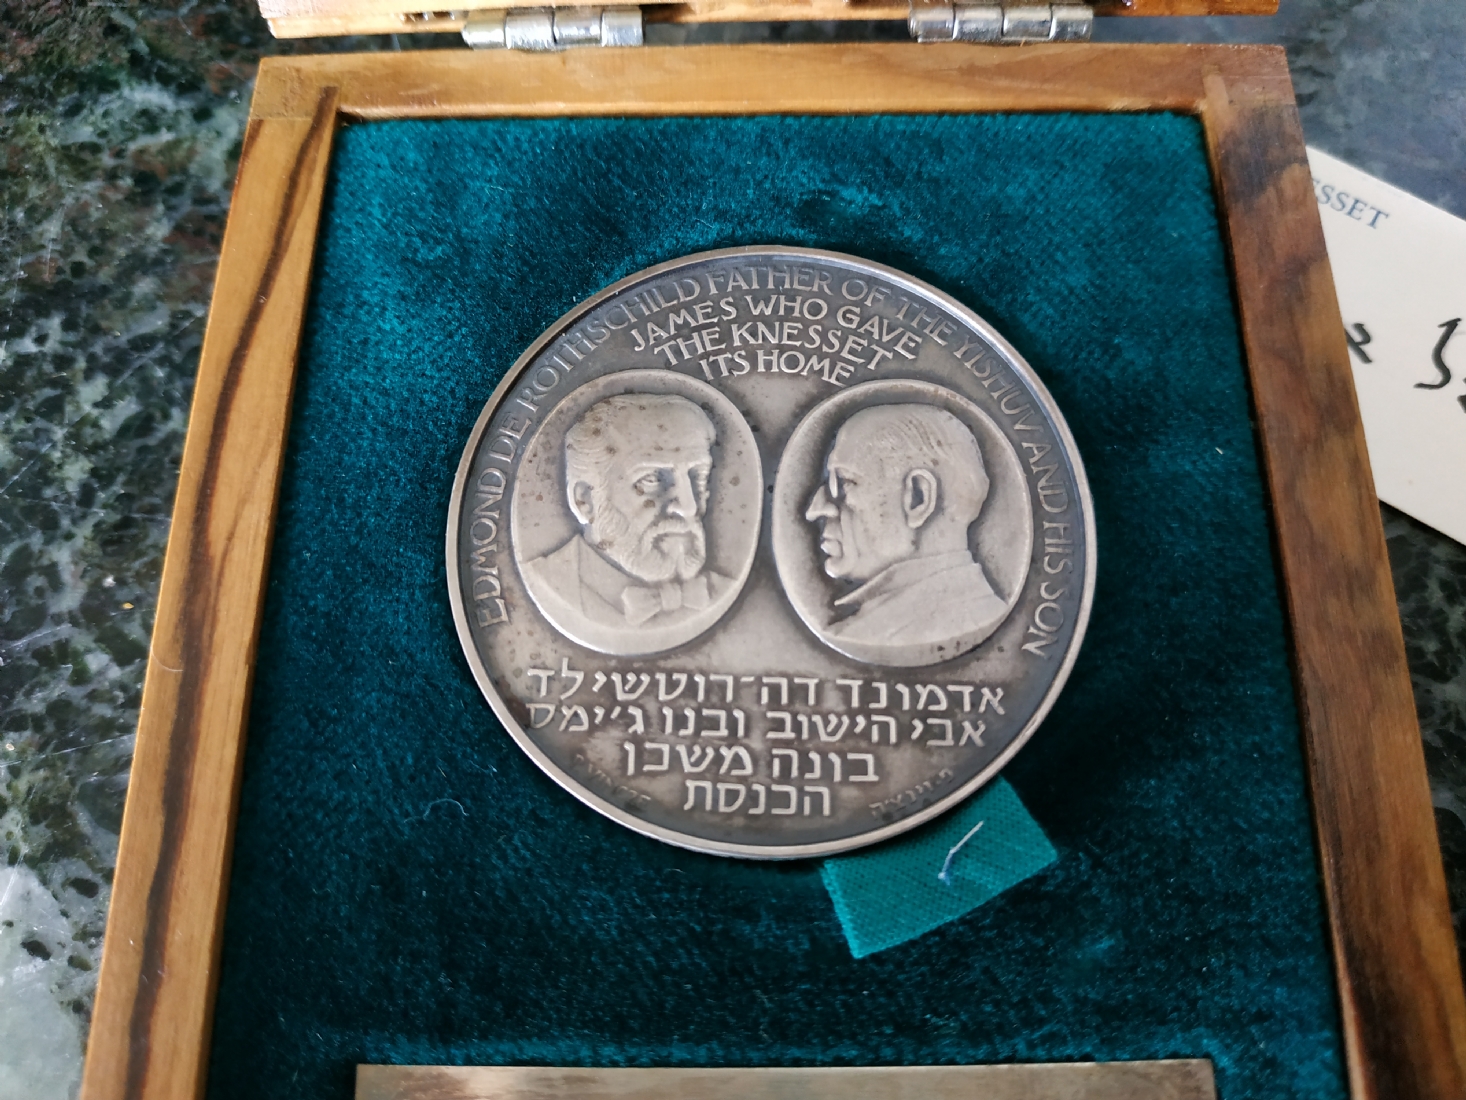 EDMOND DE ROTHSCHILD FATHER OF THE YISHUV AND HIS SON
JAMES WHO GAVE
THE KNESSET
ITS HOME
אדמונד דה־רוטשילד
אבי הישוב ובנו ג׳ימס
בונה משכן
הכנסת